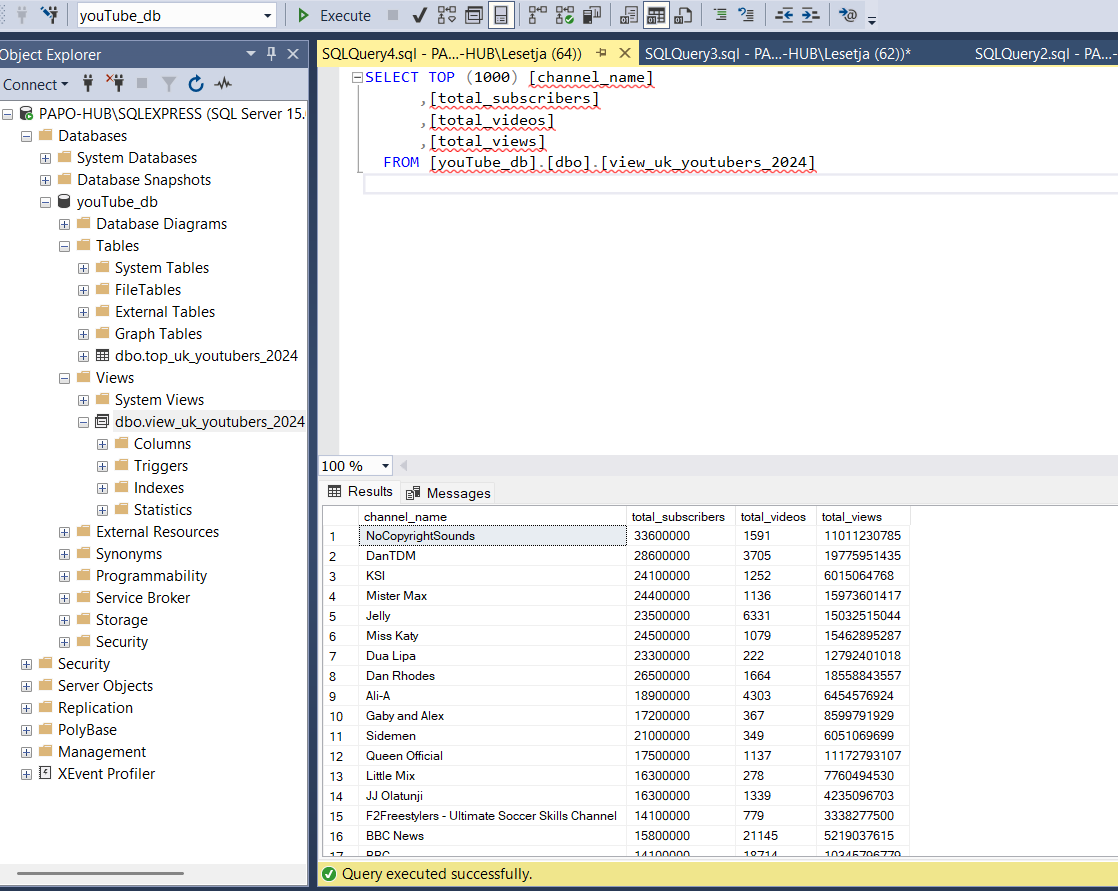 youTube_db
Execute
Object Explorer
Connect
PAPO-HUB\SQLEXPRESS (SQL Server 15.
Databases
System Databases
Database Snapshots
youTube_db
Database Diagrams
Tables
System Tables
FileTables
External Tables
Graph Tables
dbo.top_uk_youtubers_2024
Views
System Views
dbo.view_uk_youtubers_2024
Columns
Triggers
Indexes
Statistics
External Resources
Synonyms
Programmability
Service Broker
Storage
Security
Security
Server Objects
Replication
PolyBase
Management
XEvent Profiler
SQLQuery4.sql - PA...-HUB\Lesetja (64)) SQLQuery3.sql - PA...-HUB\Lesetja (62))* SQLQuery2.sql - PA...-
SELECT TOP (1000) [channel_name]
,[total_subscribers]
,[total_videos]
,[total_views]
FROM [youTube_db].[dbo].[view_uk_youtubers_2024]
100 %
Results Messages
channel_name total_subscribers total_videos total_views
1 NoCopyrightSounds 33600000 1591 11011230785
2 DanTDM 28600000 3705 19775951435
3 KSI 24100000 1252 6015064768
4 Mister Max 24400000 1136 15973601417
5 Jelly 23500000 6331 15032515044
6 Miss Katy 24500000 1079 15462895287
7 Dua Lipa 23300000 222 12792401018
8 Dan Rhodes 26500000 1664 18558843557
9 Ali-A 18900000 4303 6454576924
10 Gaby and Alex 17200000 367 8599791929
11 Sidemen 21000000 349 6051069699
12 Queen Official 17500000 1137 11172793107
13 Little Mix 16300000 278 7760494530
14 JJ Olatunji 16300000 1339 4235096703
15 F2Freestylers - Ultimate Soccer Skills Channel 14100000 779 3338277500
16 BBC News 15800000 21145 5219037615
17 BBC 14100000 18714 10345796779
Query executed successfully.